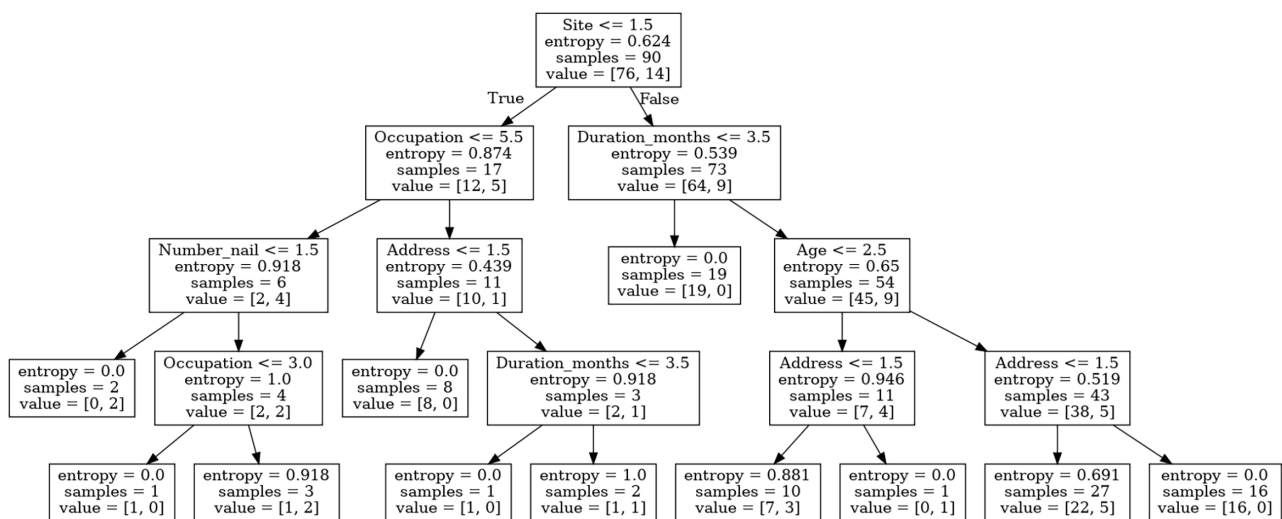 Site <= 1.5
entropy = 0.624
samples = 90
value = [76, 14]
True
False
Occupation <= 5.5
entropy = 0.874
samples = 17
value = [12, 5]
Duration_months <= 3.5
entropy = 0.539
samples = 73
value = [64, 9]
Number_nail <= 1.5
entropy = 0.918
samples = 6
value = [2, 4]
Address <= 1.5
entropy = 0.439
samples = 11
value = [10, 1]
entropy = 0.0
samples = 19
value = [19, 0]
Age <= 2.5
entropy = 0.65
samples = 54
value = [45, 9]
entropy = 0.0
samples = 2
value = [0, 2]
Occupation <= 3.0
entropy = 1.0
samples = 4
value = [2, 2]
entropy = 0.0
samples = 8
value = [8, 0]
Duration_months <= 3.5
entropy = 0.918
samples = 3
value = [2, 1]
Address <= 1.5
entropy = 0.946
samples = 11
value = [7, 4]
Address <= 1.5
entropy = 0.519
samples = 43
value = [38, 5]
entropy = 0.0
samples = 1
value = [1, 0]
entropy = 0.918
samples = 3
value = [1, 2]
entropy = 0.0
samples = 1
value = [1, 0]
entropy = 1.0
samples = 2
value = [1, 1]
entropy = 0.881
samples = 10
value = [7, 3]
entropy = 0.0
samples = 1
value = [0, 1]
entropy = 0.691
samples = 27
value = [22, 5]
entropy = 0.0
samples = 16
value = [16, 0]